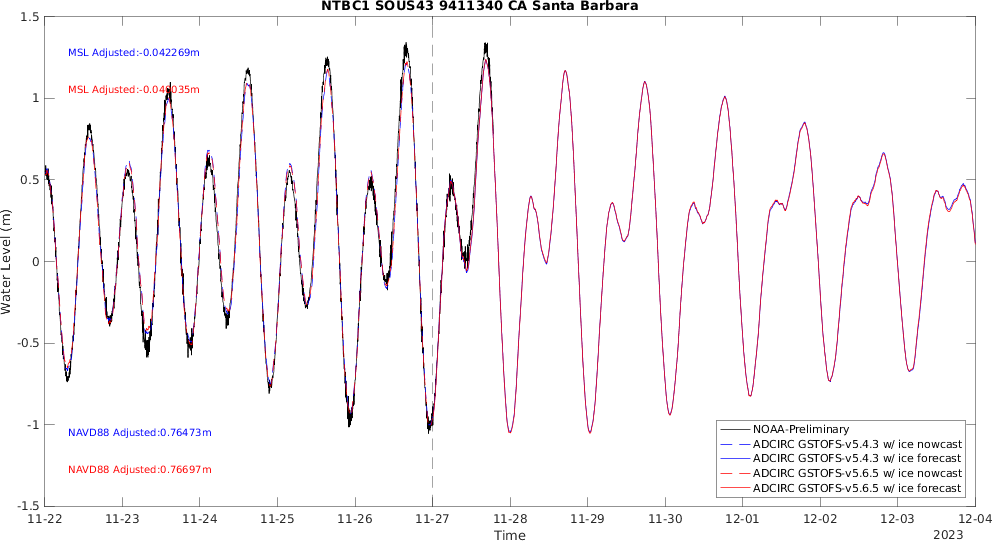 NTBC1 SOUS43 9411340 CA Santa Barbara
1.5
1
0.5
0
-0.5
-1
-1.5
Water Level (m)
MSL Adjusted:-0.042269m
MSL Adjusted:-0.040035m
NAVD88 Adjusted:0.76473m
NAVD88 Adjusted:0.76697m
NOAA-Preliminary
ADCIRC GSTOFS-v5.4.3 w/ ice nowcast
ADCIRC GSTOFS-v5.4.3 w/ ice forecast
ADCIRC GSTOFS-v5.6.5 w/ ice nowcast
ADCIRC GSTOFS-v5.6.5 w/ ice forecast
11-22 11-23 11-24 11-25 11-26 11-27 11-28 11-29 11-30 12-01 12-02 12-03 12-04
Time
2023